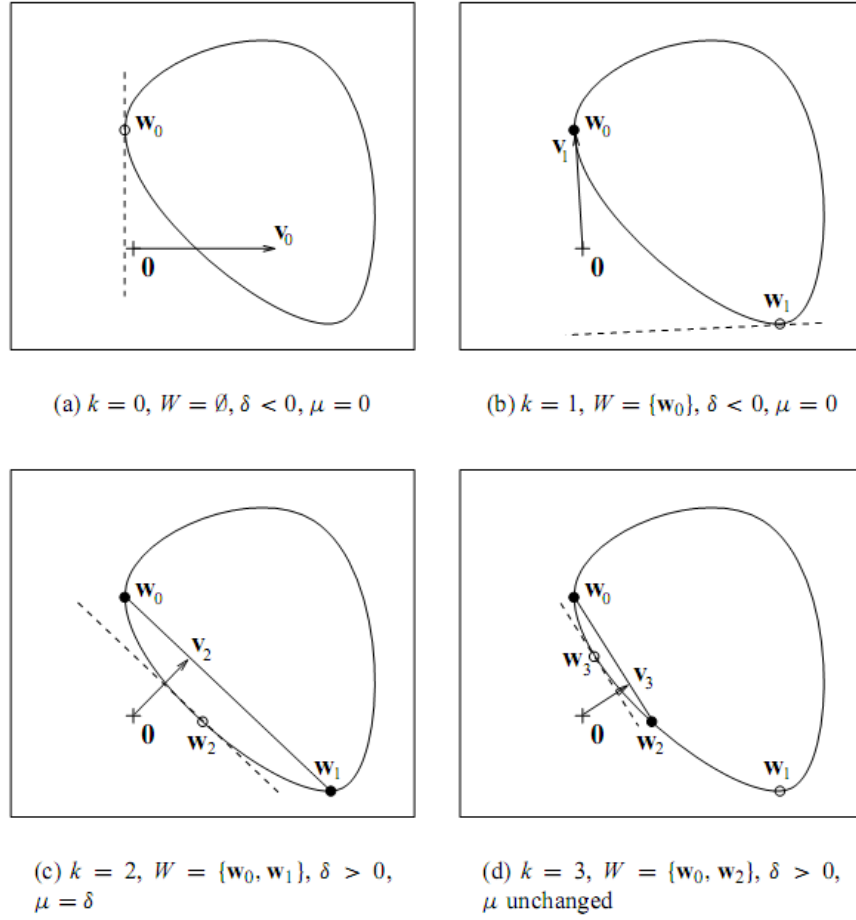 w₀
v₀
0
(a) k = 0, W = ∅, δ < 0, μ = 0
w₀
v₁
0
w₁
(b) k = 1, W = {w₀}, δ < 0, μ = 0
w₀
v₂
0
w₂
w₁
(c) k = 2, W = {w₀, w₁}, δ > 0,
μ = δ
w₀
w₃
v₃
0
w₂
w₁
(d) k = 3, W = {w₀, w₂}, δ > 0,
μ unchanged